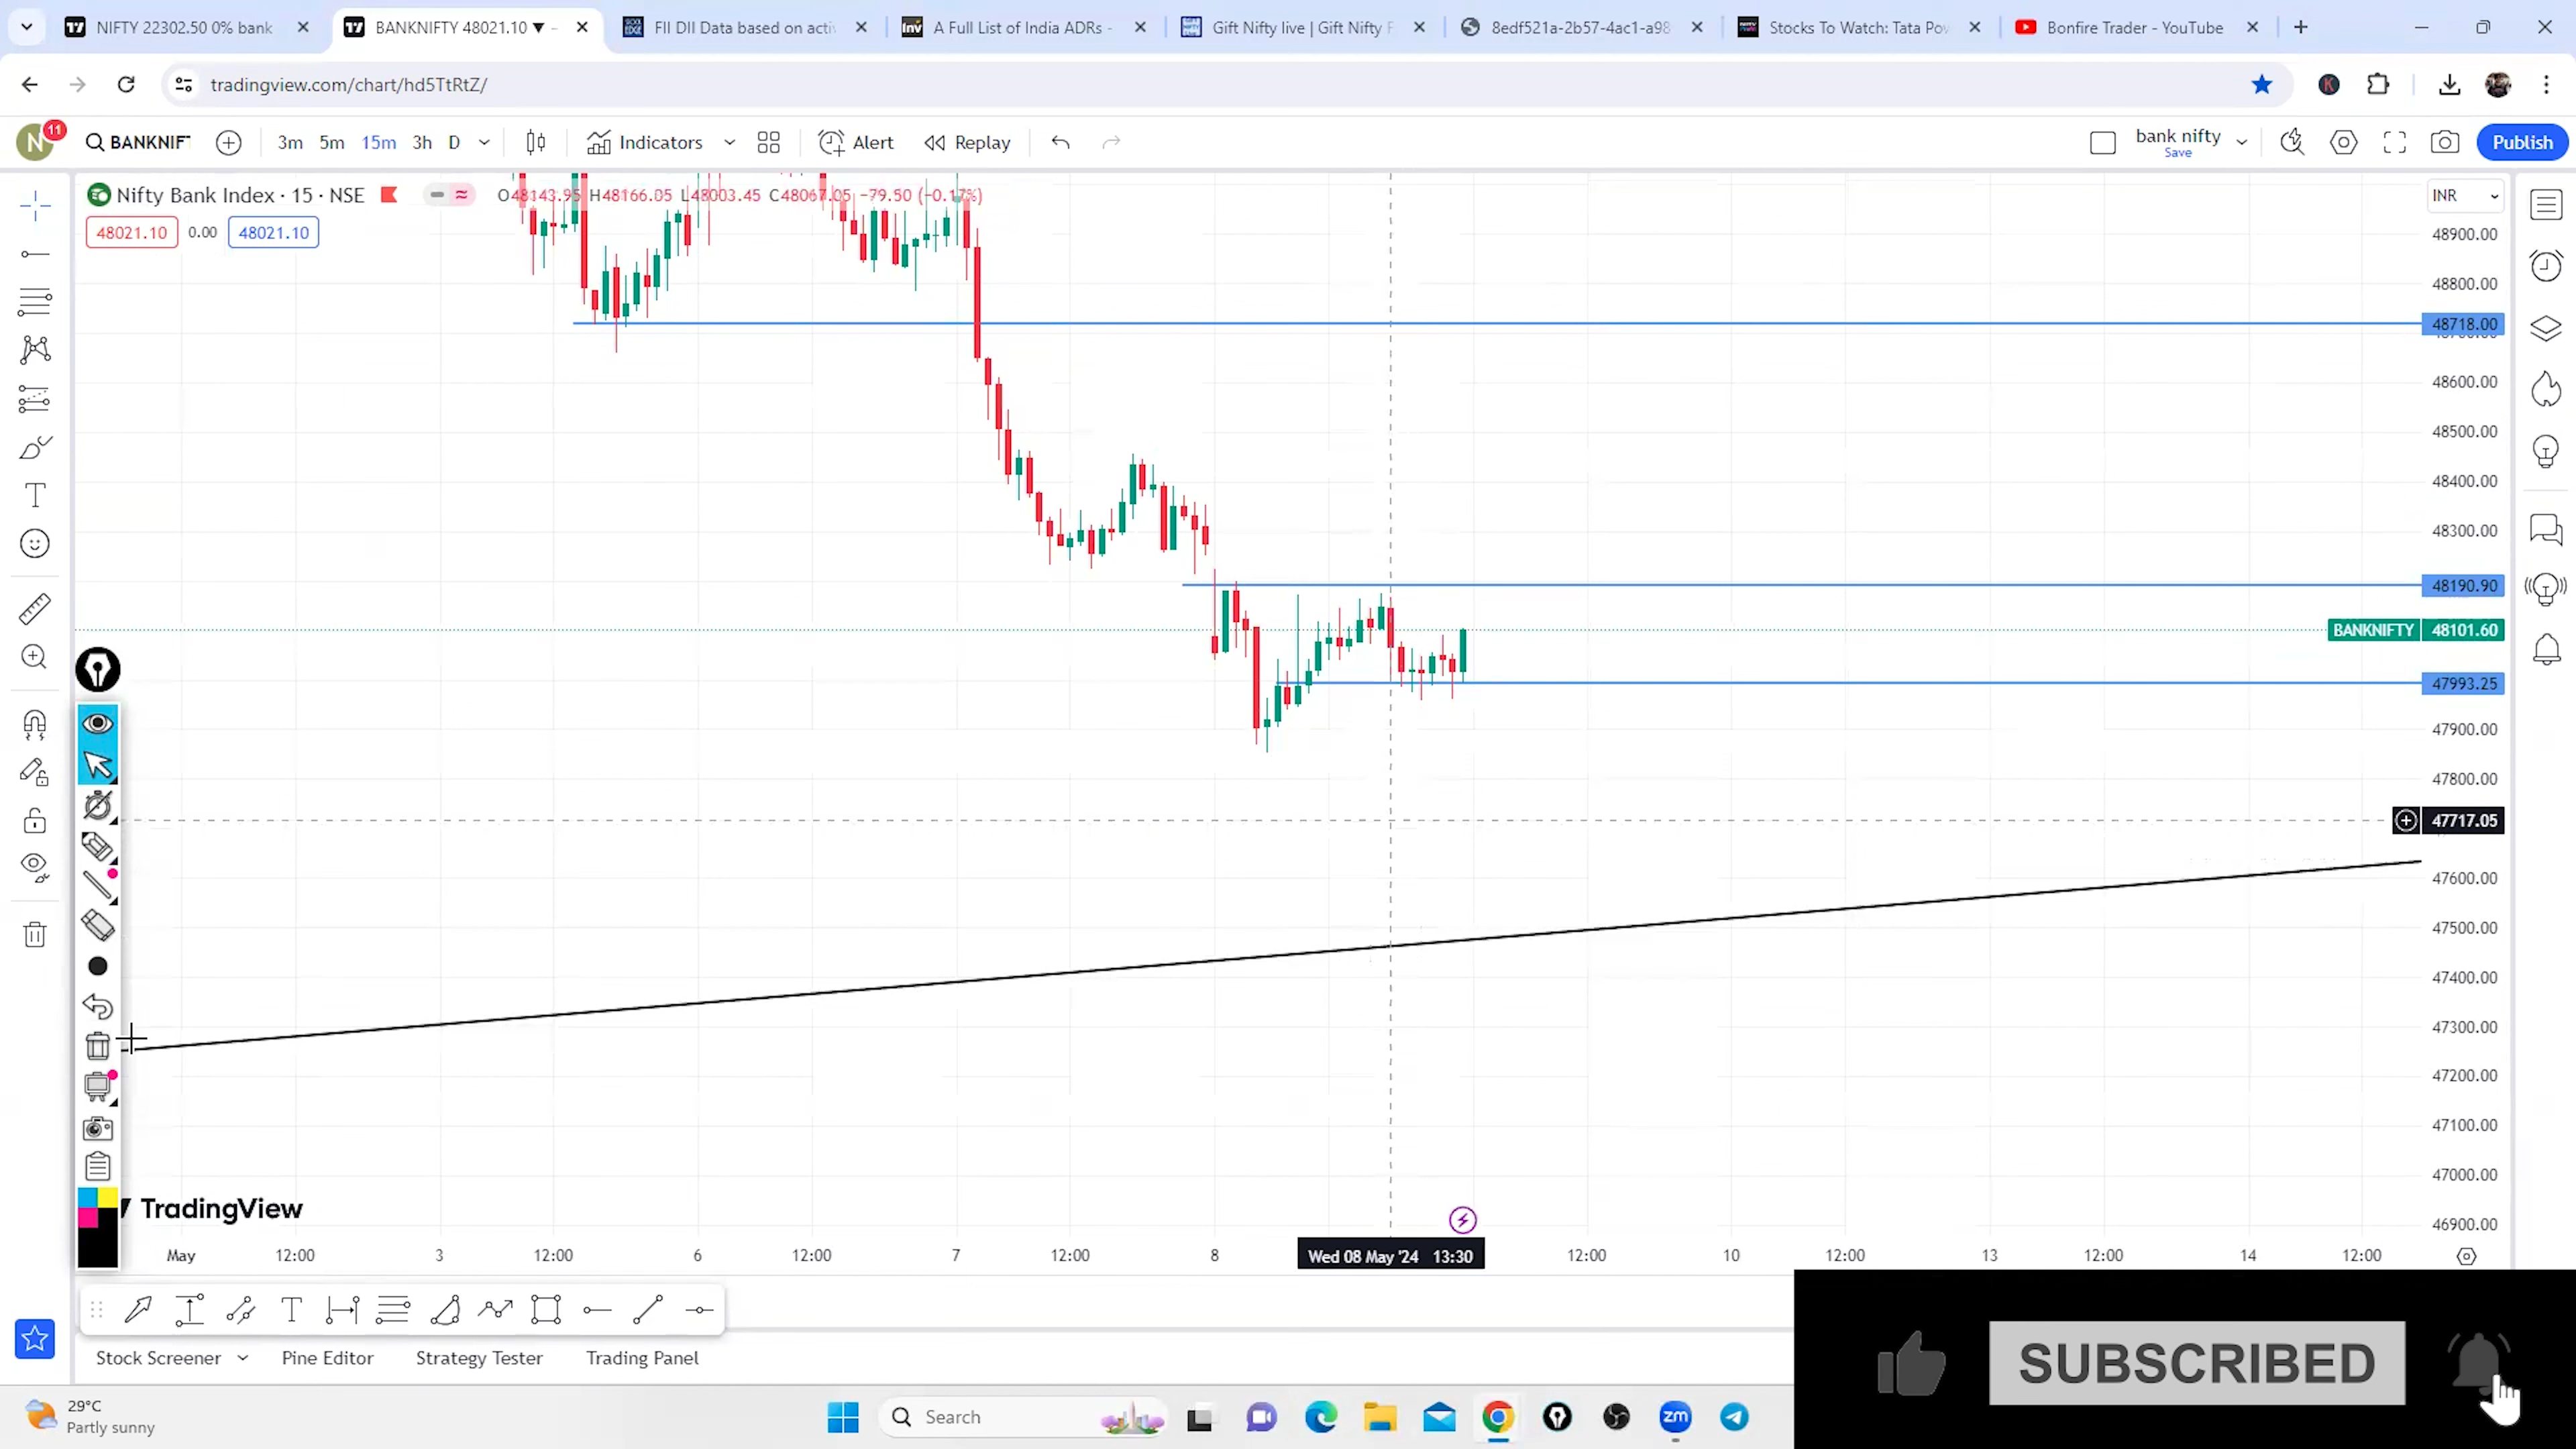 NIFTY 22302.50 0% bank
BANKNIFTY 48021.10 ▼ -
FII DII Data based on activ
A Full List of India ADRs -
Gift Nifty live | Gift Nifty F
8edf521a-2b57-4ac1-a98
Stocks To Watch: Tata Pow
Bonfire Trader - YouTube
tradingview.com/chart/hd5TtRtZ/
K
N
11
BANKNIFT
3m 5m 15m 3h D
Indicators
Alert
Replay
bank nifty
Save
Publish
Nifty Bank Index · 15 · NSE
O48143.95 H48166.05 L48003.45 C48067.05 −79.50 (−0.17%)
48021.10 0.00 48021.10
INR
48900.00
48800.00
48718.00
48600.00
48500.00
48400.00
48300.00
48190.90
BANKNIFTY 48101.60
47993.25
47900.00
47800.00
47717.05
47600.00
47500.00
47400.00
47300.00
47200.00
47100.00
47000.00
46900.00
TradingView
May 12:00 3 12:00 6 12:00 7 12:00 8 Wed 08 May '24 13:30 12:00 10 12:00 13 12:00 14 12:00
Stock Screener Pine Editor Strategy Tester Trading Panel
SUBSCRIBED
29°C
Partly sunny
Search
zm